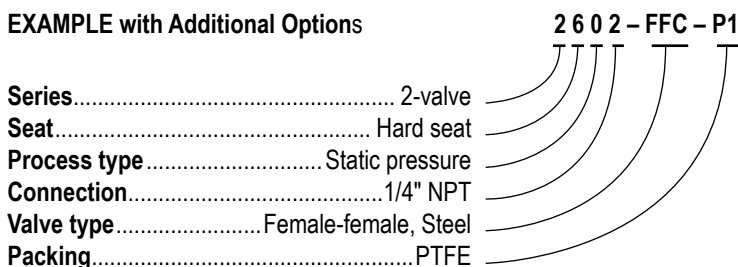 EXAMPLE with Additional Options 2 6 0 2 – FFC – P1
Series................................................... 2-valve
Seat.................................................. Hard seat
Process type............................ Static pressure
Connection.........................................1/4" NPT
Valve type.......................Female-female, Steel
Packing...................................................PTFE